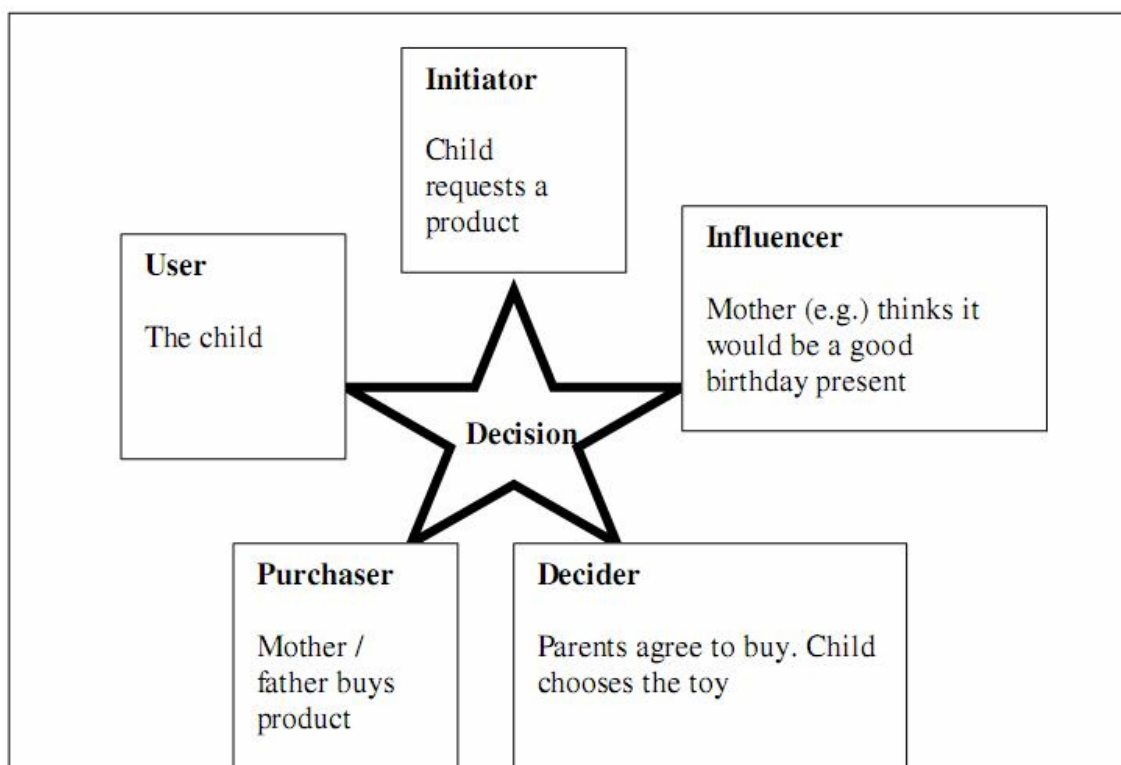 Initiator
Child
requests a
product
User
The child
Influencer
Mother (e.g.) thinks it
would be a good
birthday present
Decision
Purchaser
Mother /
father buys
product
Decider
Parents agree to buy. Child
chooses the toy